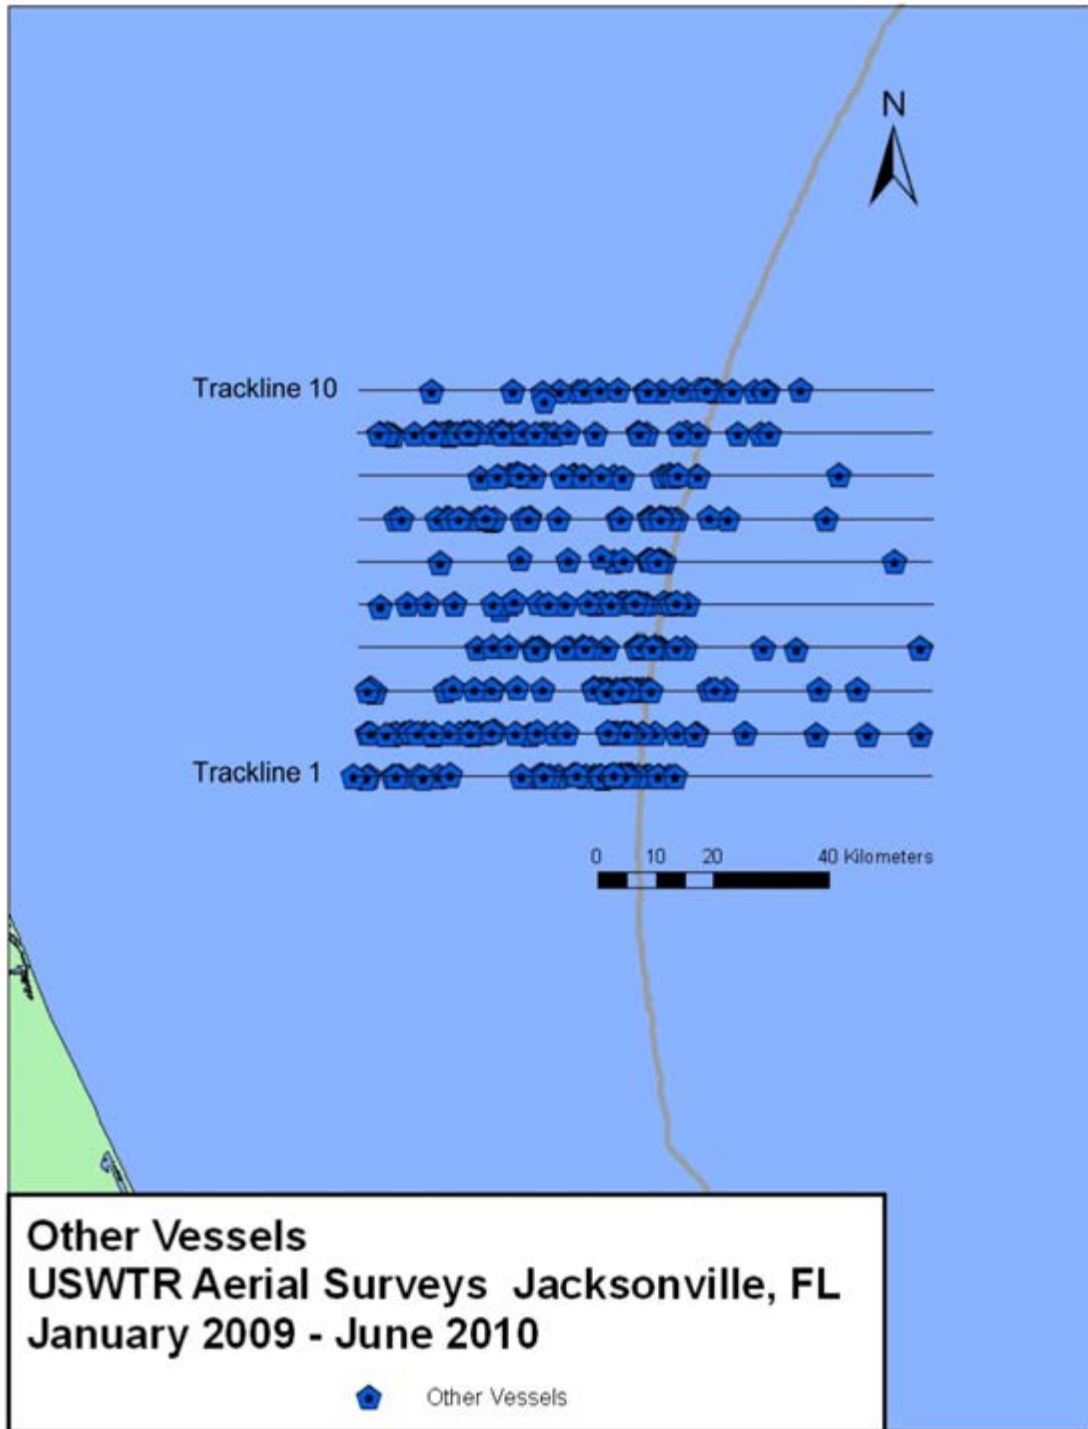 N
Trackline 10
Trackline 1
0 10 20 40 Kilometers
Other Vessels
USWTR Aerial Surveys Jacksonville, FL
January 2009 - June 2010
Other Vessels